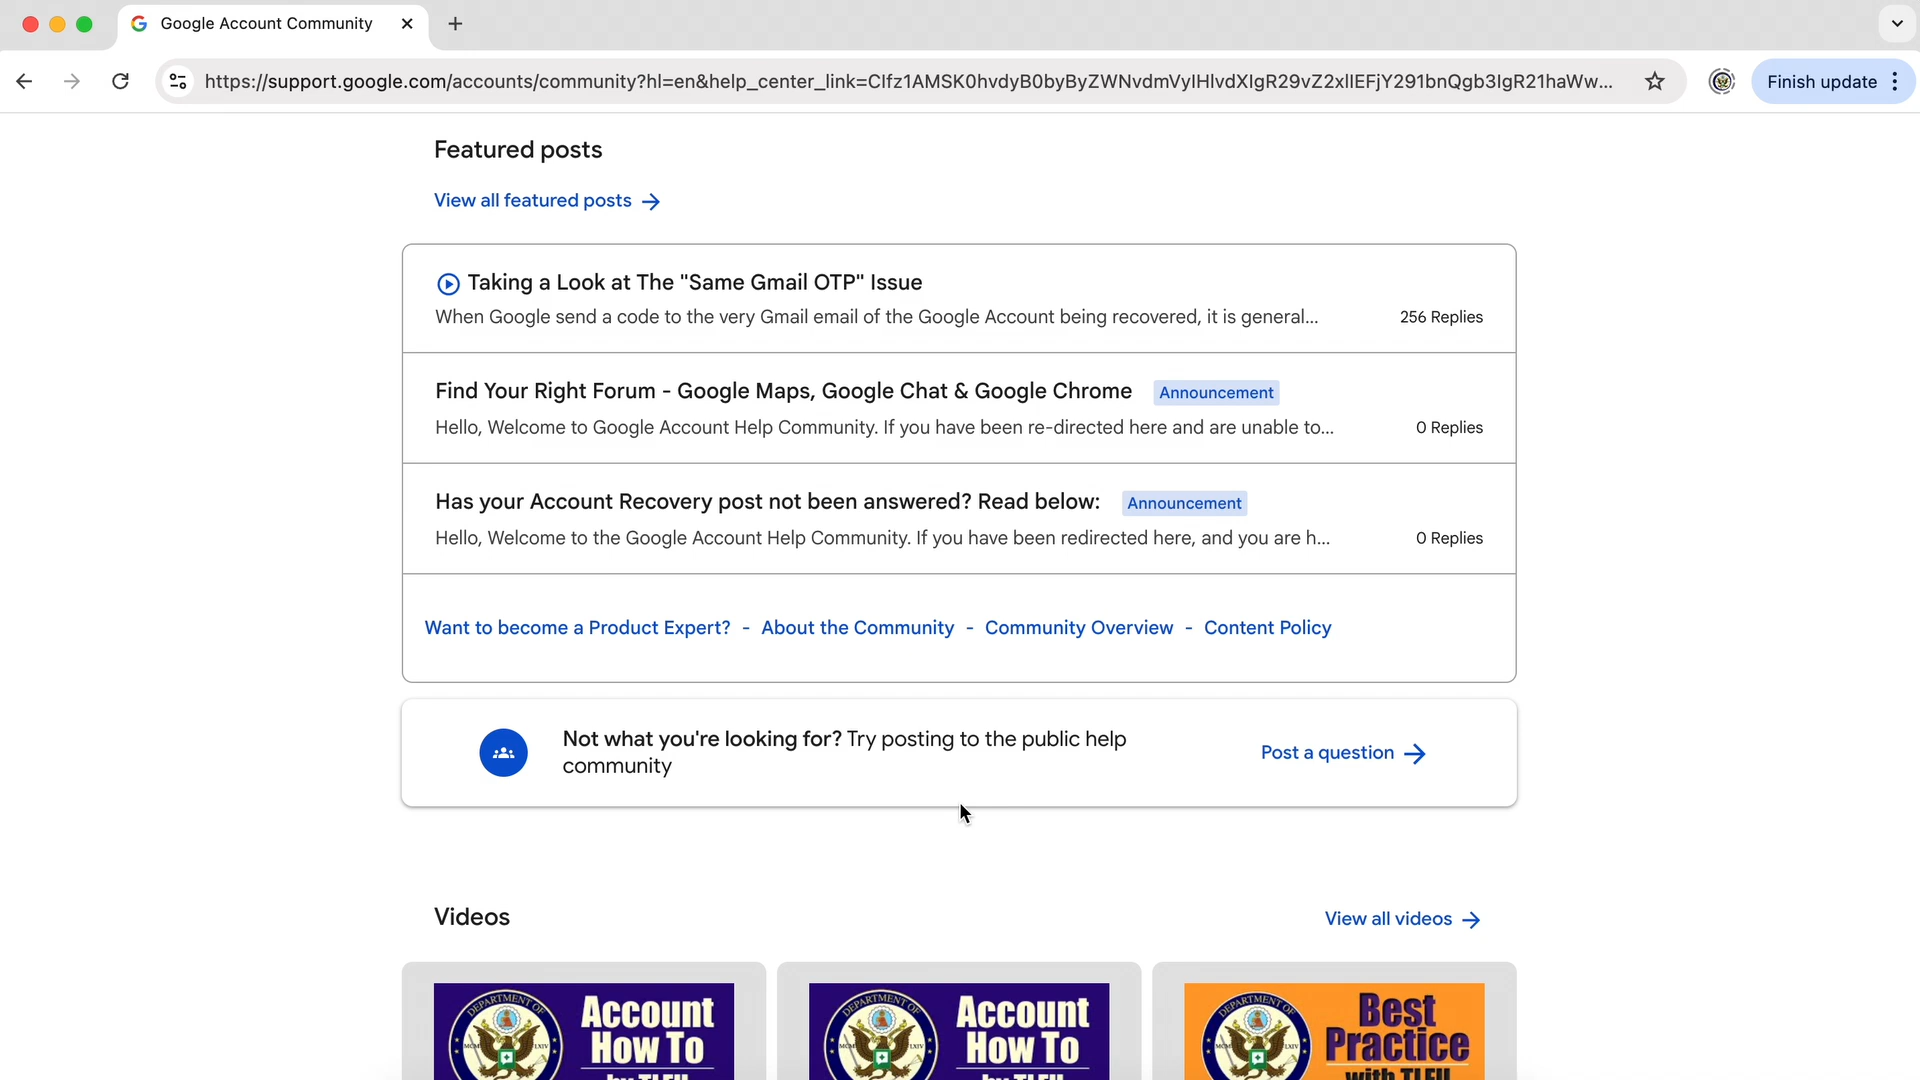 Google Account Community
https://support.google.com/accounts/community?hl=en&help_center_link=CIfz1AMSK0hvdyB0byByZWNvdmVyIHlvdXIgR29vZ2xlIEFjY291bnQgb3IgR21haWw...
Finish update
Featured posts
View all featured posts
Taking a Look at The "Same Gmail OTP" Issue
When Google send a code to the very Gmail email of the Google Account being recovered, it is general...
256 Replies
Find Your Right Forum - Google Maps, Google Chat & Google Chrome
Announcement
Hello, Welcome to Google Account Help Community. If you have been re-directed here and are unable to...
0 Replies
Has your Account Recovery post not been answered? Read below:
Announcement
Hello, Welcome to the Google Account Help Community. If you have been redirected here, and you are h...
0 Replies
Want to become a Product Expert? - About the Community - Community Overview - Content Policy
Not what you're looking for? Try posting to the public help
community
Post a question
Videos
View all videos
DEPARTMENT OF
Account
How To
DEPARTMENT OF
Account
How To
DEPARTMENT OF
Best
Practice